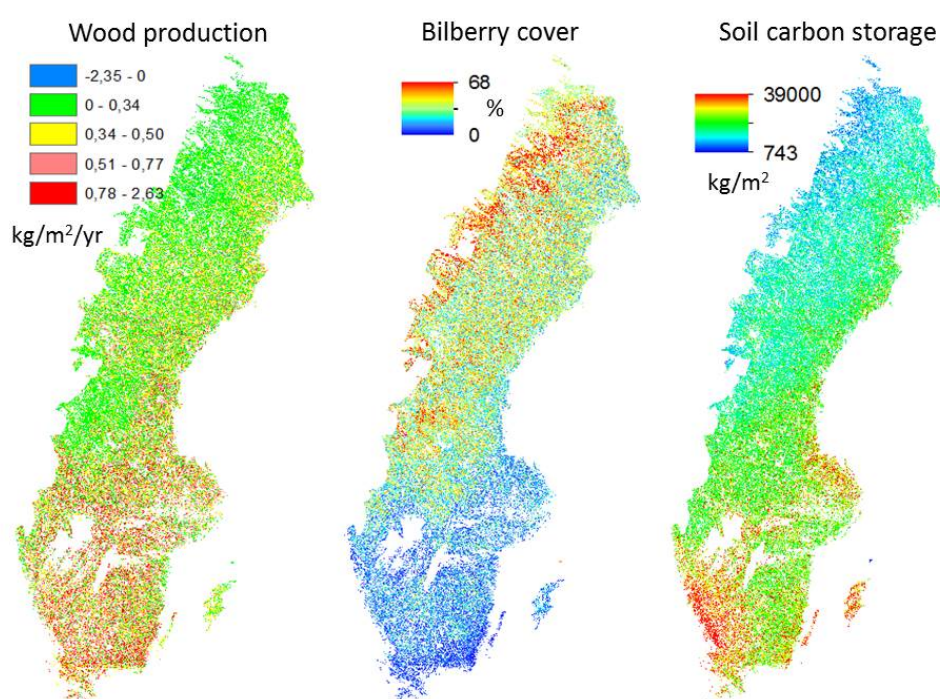 Wood production
-2,35 - 0
0 - 0,34
0,34 - 0,50
0,51 - 0,77
0,78 - 2,63
kg/m²/yr
Bilberry cover
68
%
0
Soil carbon storage
39000
743
kg/m²